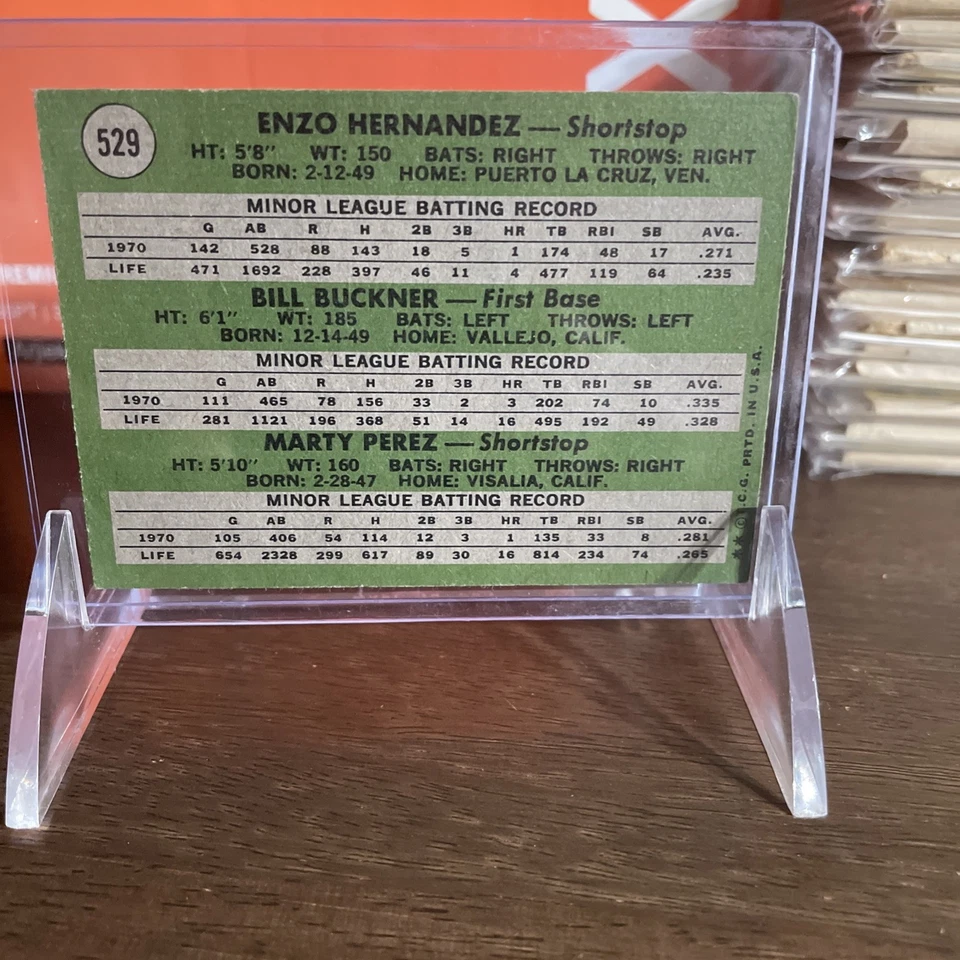 529
ENZO HERNANDEZ — Shortstop
HT: 5'8" WT: 150 BATS: RIGHT THROWS: RIGHT
BORN: 2-12-49 HOME: PUERTO LA CRUZ, VEN.
MINOR LEAGUE BATTING RECORD
G AB R H 2B 3B HR TB RBI SB AVG.
1970 142 528 88 143 18 5 1 174 48 17 .271
LIFE 471 1692 228 397 46 11 4 477 119 64 .235
BILL BUCKNER — First Base
HT: 6'1" WT: 185 BATS: LEFT THROWS: LEFT
BORN: 12-14-49 HOME: VALLEJO, CALIF.
MINOR LEAGUE BATTING RECORD
G AB R H 2B 3B HR TB RBI SB AVG.
1970 111 465 78 156 33 2 3 202 74 10 .335
LIFE 281 1121 196 368 51 14 16 495 192 49 .328
MARTY PEREZ — Shortstop
HT: 5'10" WT: 160 BATS: RIGHT THROWS: RIGHT
BORN: 2-28-47 HOME: VISALIA, CALIF.
MINOR LEAGUE BATTING RECORD
G AB R H 2B 3B HR TB RBI SB AVG.
1970 105 406 54 114 12 3 1 135 33 8 .281
LIFE 654 2328 299 617 89 30 16 814 234 74 .265
★★ © .C.G. PRTD. IN U.S.A.